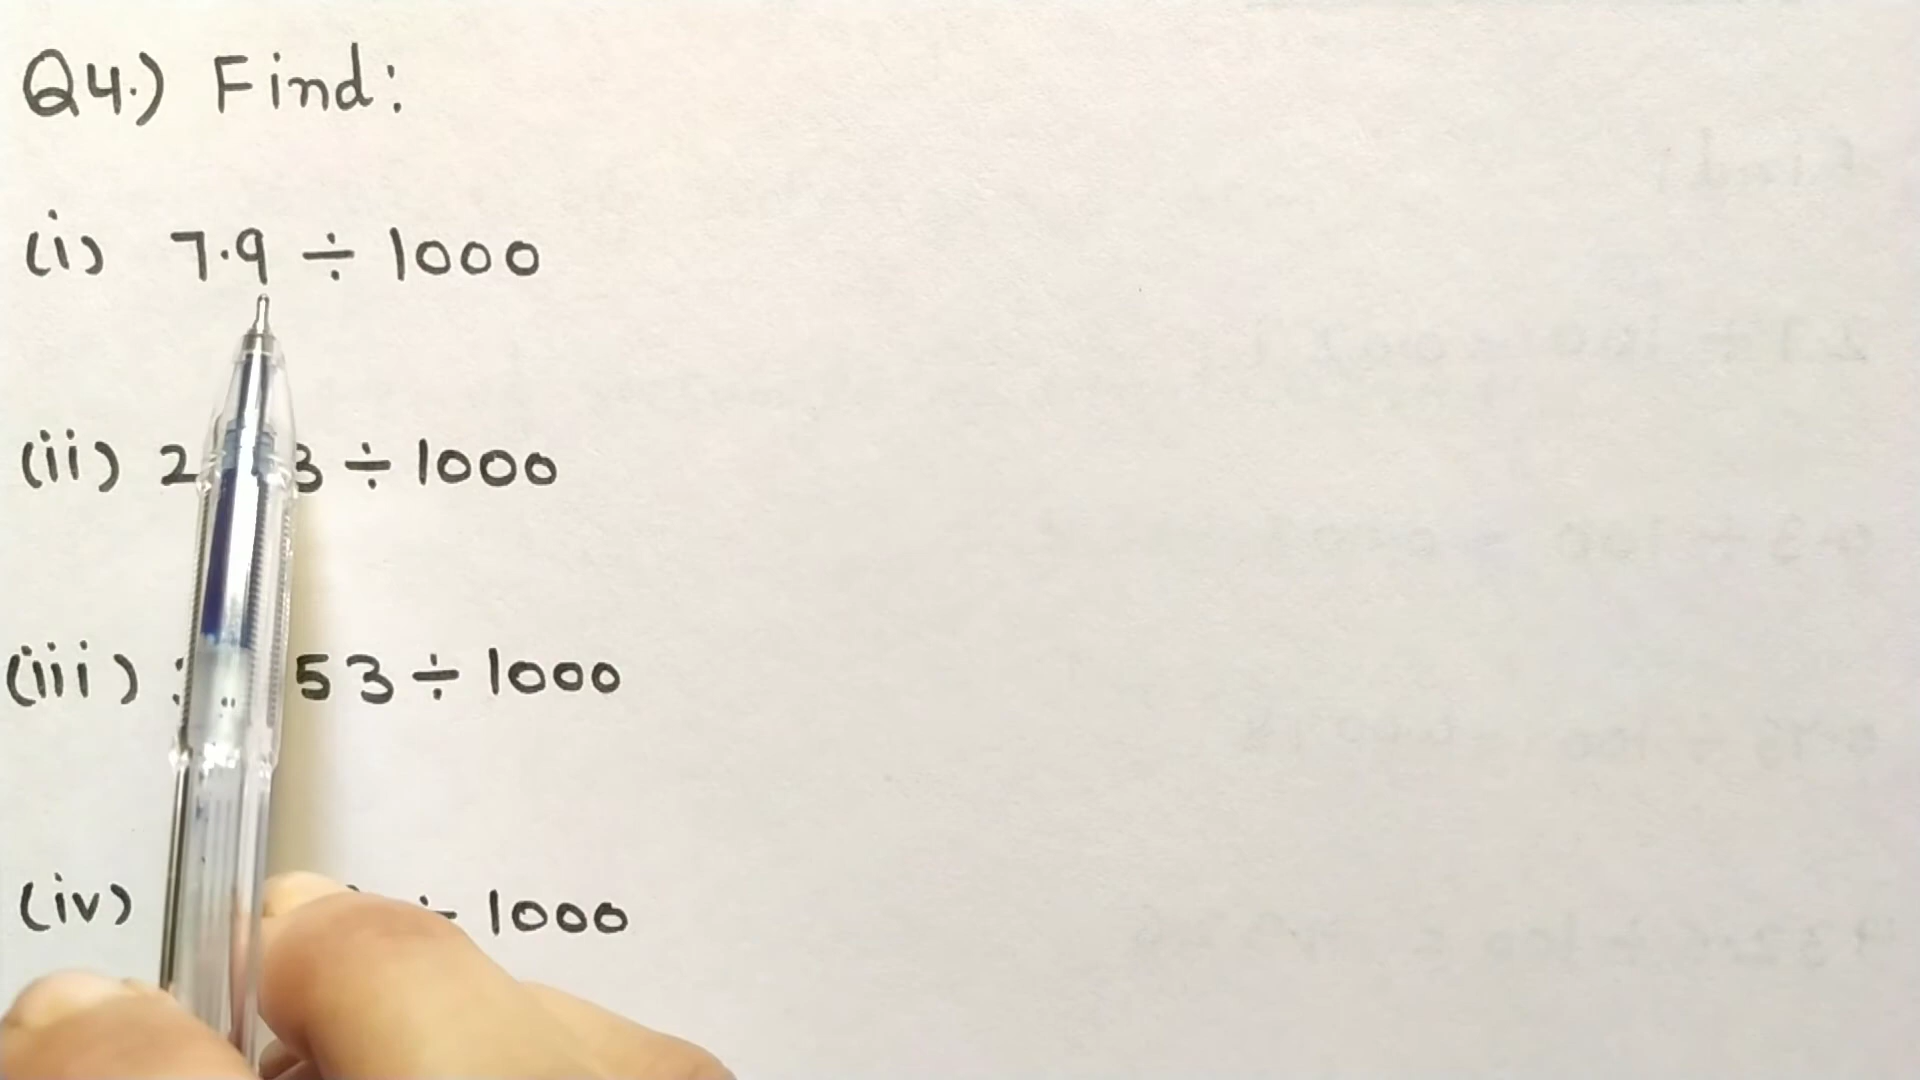 Q4.) Find:
(i) 7.9 ÷ 1000
(ii) 2 3 ÷ 1000
(iii) 53 ÷ 1000
(iv) ÷ 1000